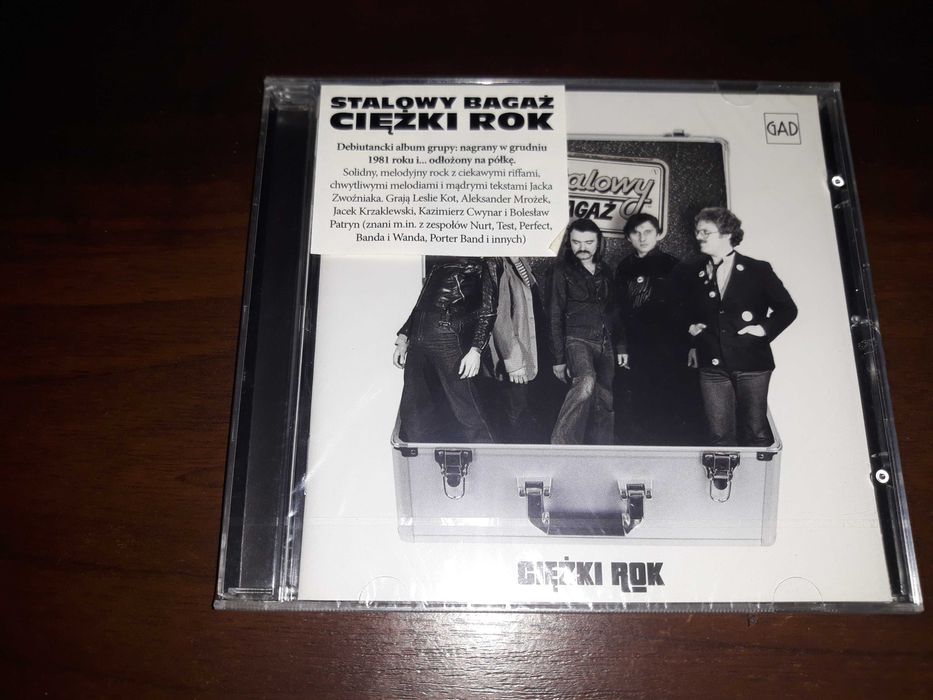 STALOWY BAGAŻ
CIĘŻKI ROK
Debiutancki album grupy: nagrany w grudniu
1981 roku i... odłożony na półkę.
Solidny, melodyjny rock z ciekawymi riffami,
chwytliwymi melodiami i mądrymi tekstami Jacka
Zwoźniaka. Grają Leslie Kot, Aleksander Mrożek,
Jacek Krzaklewski, Kazimierz Cwynar i Bolesław
Patryn (znani m.in. z zespołów Nurt, Test, Perfect,
Banda i Wanda, Porter Band i innych)
GAD
talowy
AGAŻ
CIĘŻKI ROK